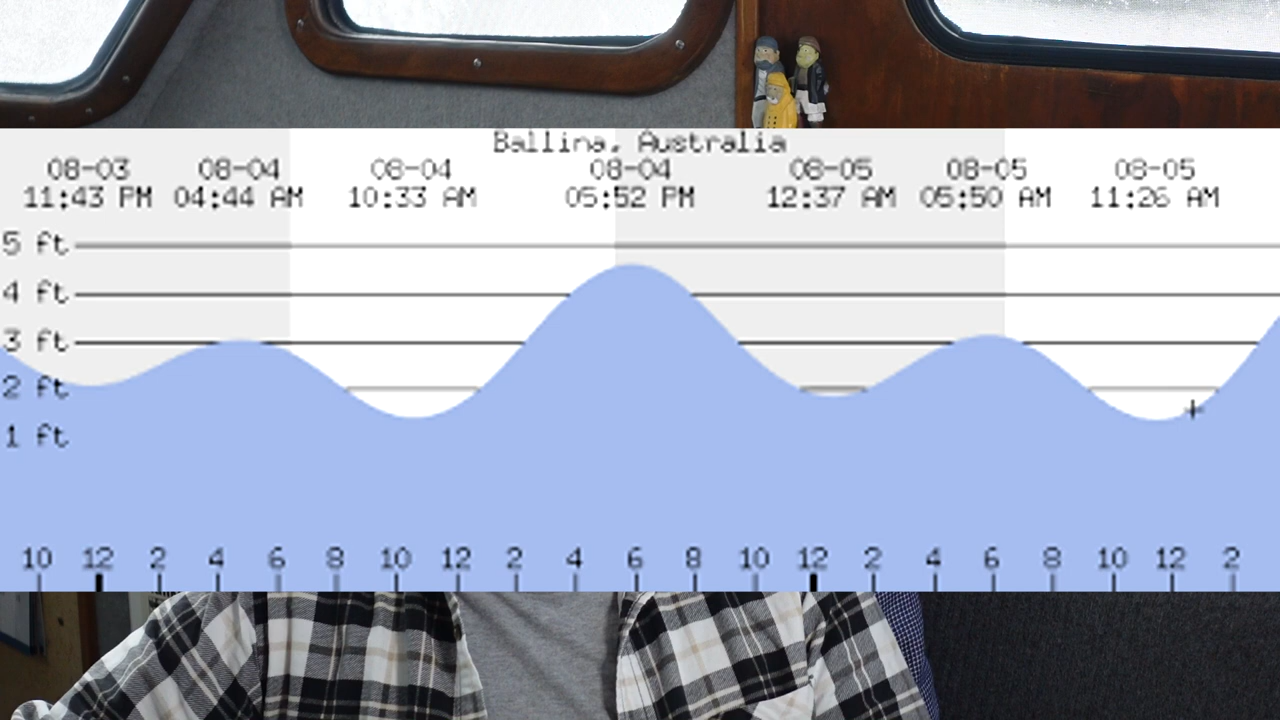 Ballina, Australia
08-03 08-04 08-04 08-04 08-05 08-05 08-05
11:43 PM 04:44 AM 10:33 AM 05:52 PM 12:37 AM 05:50 AM 11:26 AM
5 ft
4 ft
3 ft
2 ft
1 ft
10 12 2 4 6 8 10 12 2 4 6 8 10 12 2 4 6 8 10 12 2